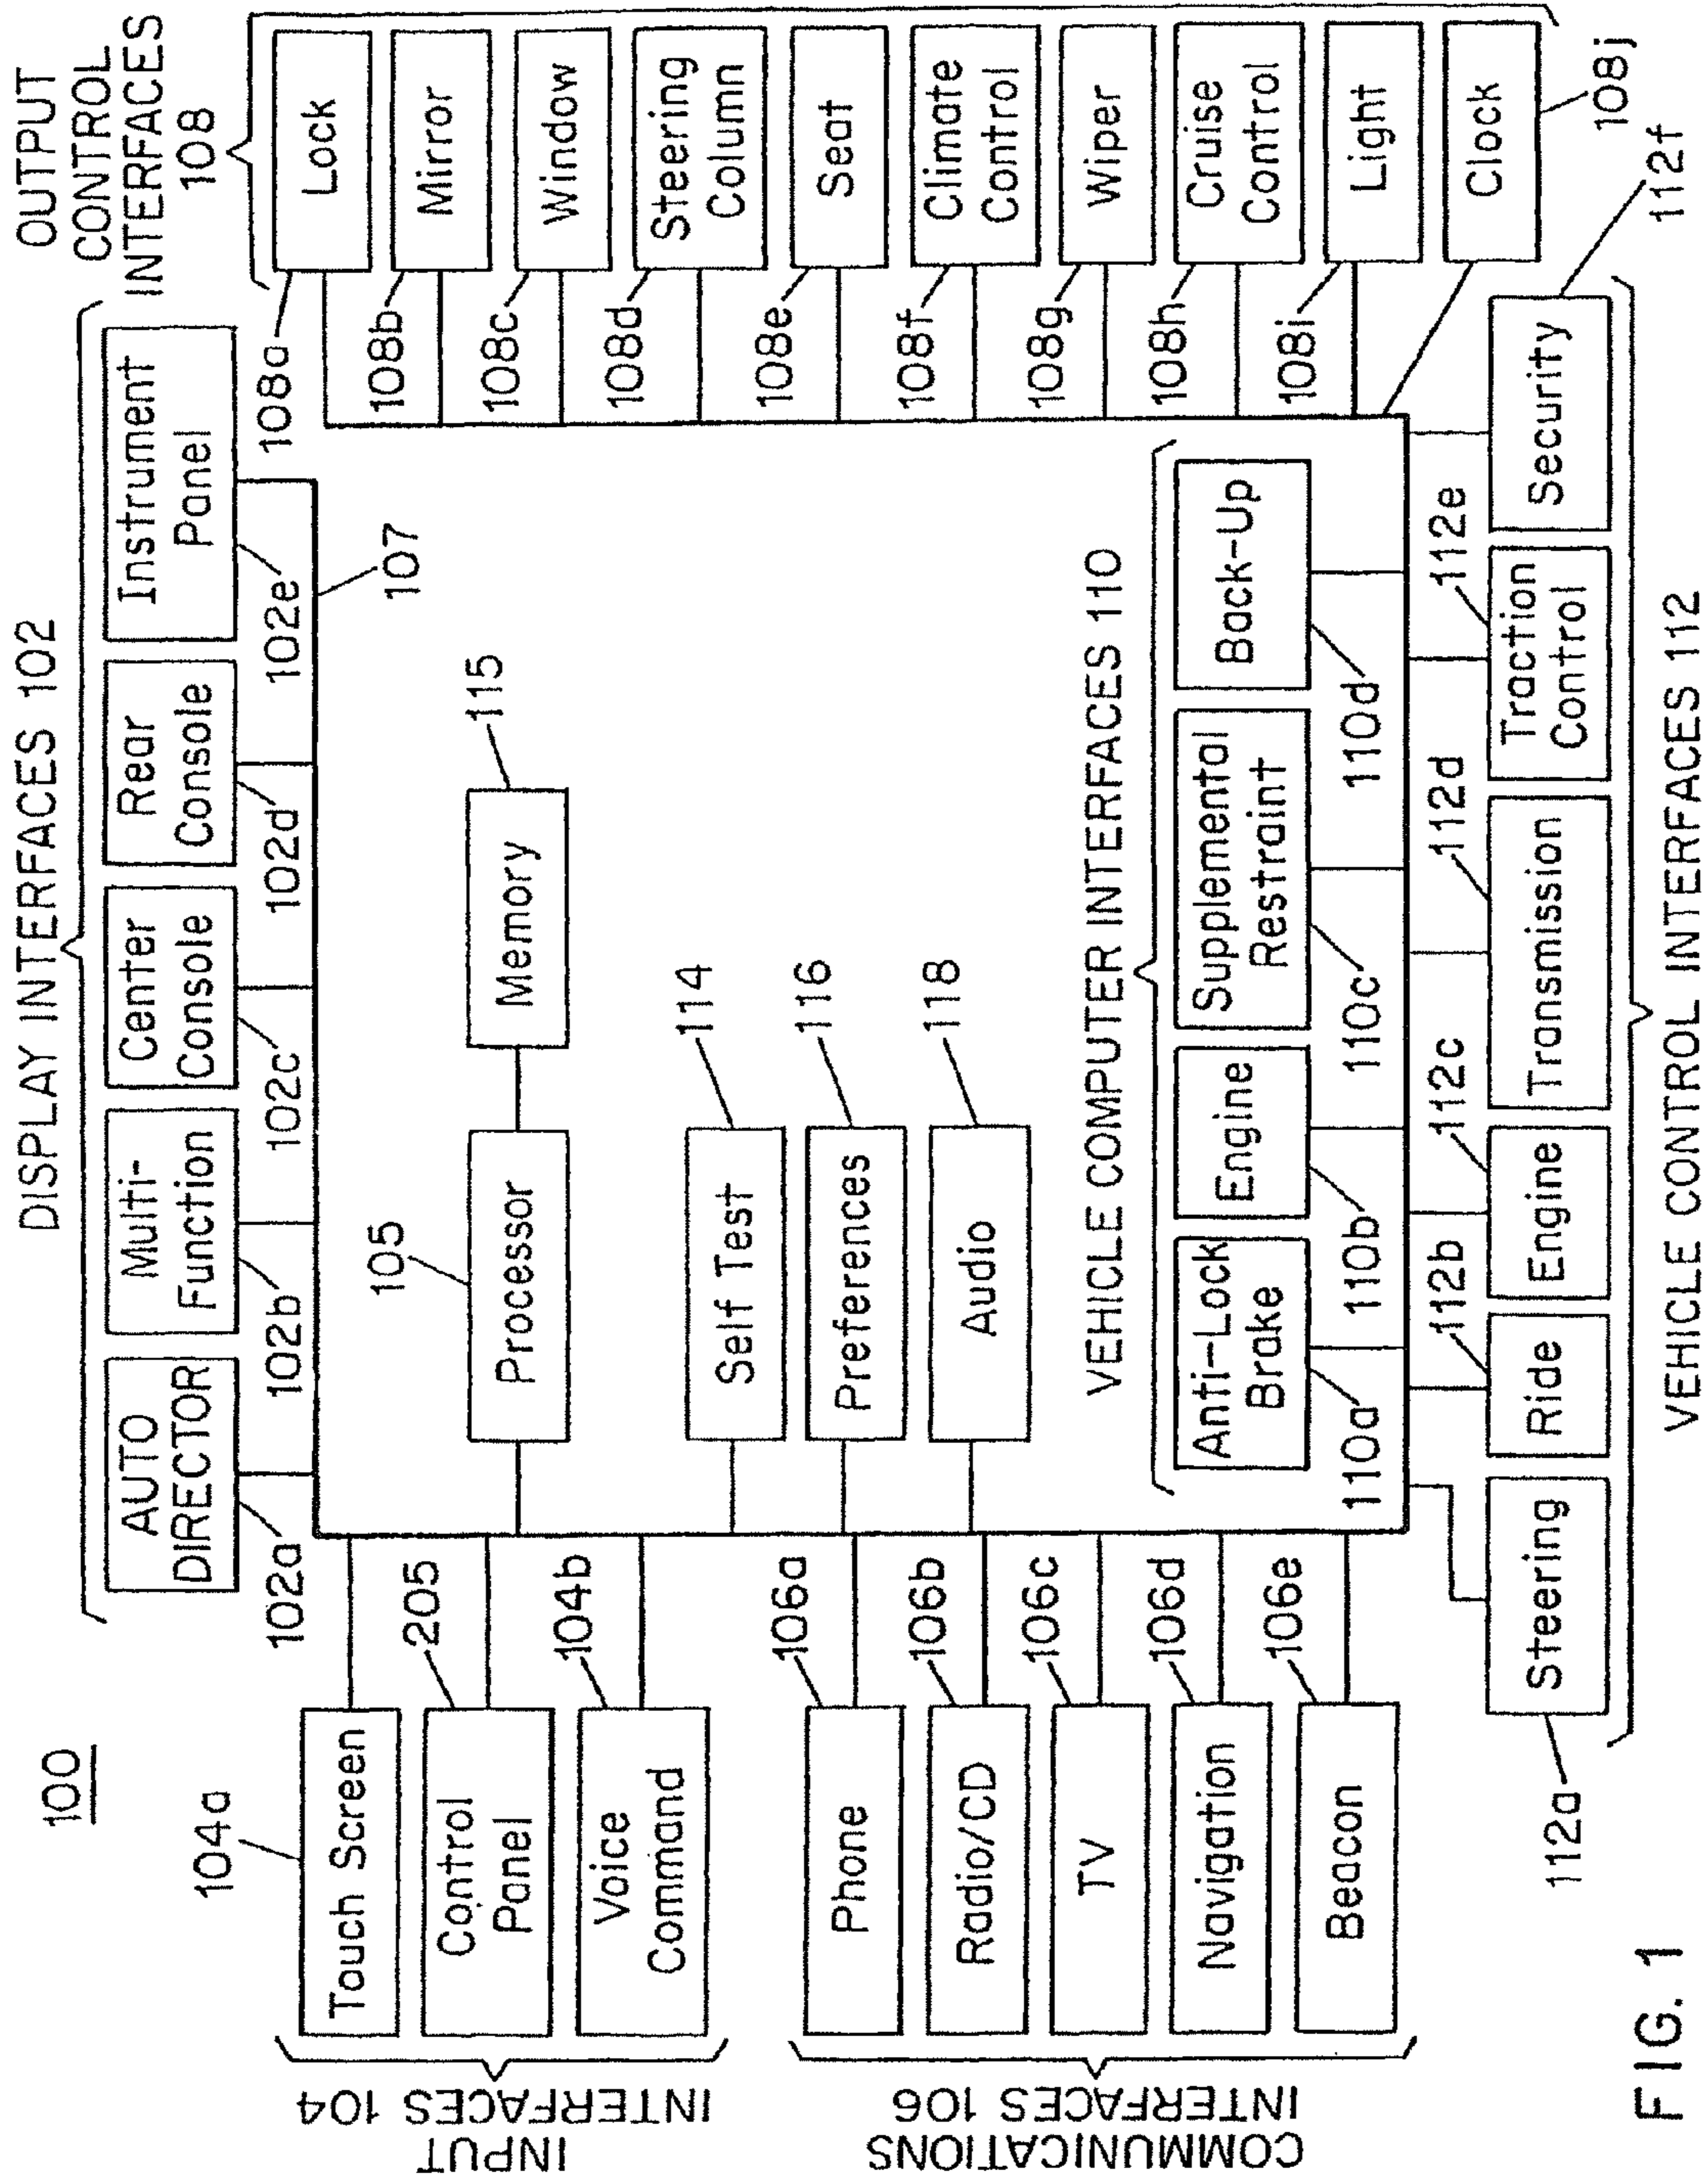 100
DISPLAY INTERFACES 102
AUTO
DIRECTOR
Multi-
Function
Center
Console
Rear
Console
Instrument
Panel
102a
102b
102c
102d
102e
107
OUTPUT
CONTROL
INTERFACES
108
Lock
108a
Mirror
108b
Window
108c
Steering
Column
108d
Seat
108e
Climate
Control
108f
Wiper
108g
Cruise
Control
108h
Light
108i
Clock
108j
INPUT
INTERFACES 104
104a
Touch Screen
205
Control
Panel
104b
Voice
Command
COMMUNICATIONS
INTERFACES 106
106a
Phone
106b
Radio/CD
106c
TV
106d
Navigation
106e
Beacon
105
Processor
Memory
115
Self Test
114
Preferences
116
Audio
118
VEHICLE COMPUTER INTERFACES 110
Anti-Lock
Brake
Engine
Supplemental
Restraint
Back-Up
110a
110b
110c
110d
112a
112b
112c
112d
112e
112f
Steering
Ride
Engine
Transmission
Traction
Control
Security
VEHICLE CONTROL INTERFACES 112
FIG. 1